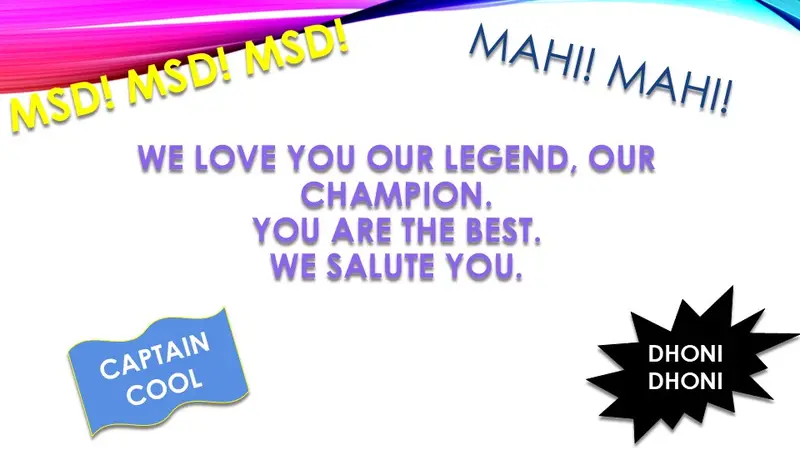 MSD! MSD! MSD!
MAHI! MAHI!
WE LOVE YOU OUR LEGEND, OUR
CHAMPION.
YOU ARE THE BEST.
WE SALUTE YOU.
CAPTAIN
COOL
DHONI
DHONI